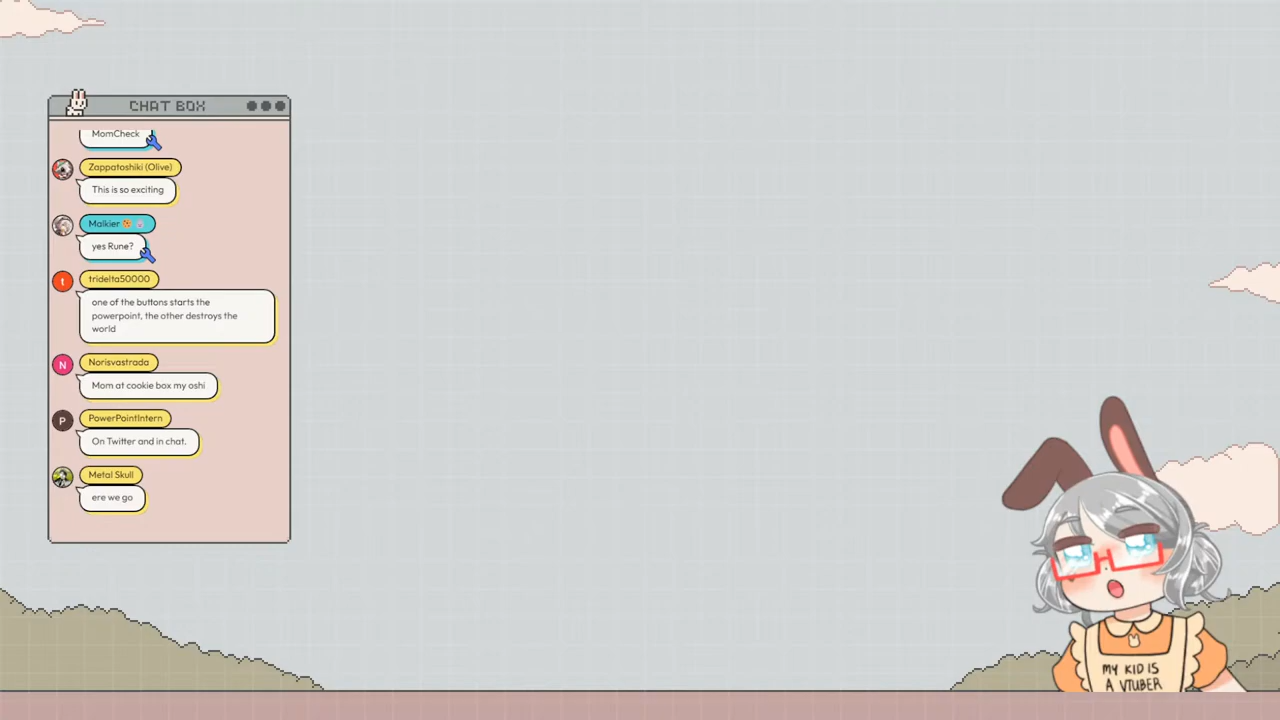 CHAT BOX
MomCheck
Zappatoshiki (Olive)
This is so exciting
Malkier
yes Rune?
t
tridelta50000
one of the buttons starts the
powerpoint, the other destroys the
world
N
Norisvastrada
Mom at cookie box my oshi
P
PowerPointIntern
On Twitter and in chat.
Metal Skull
ere we go
MY KID IS
A VTUBER